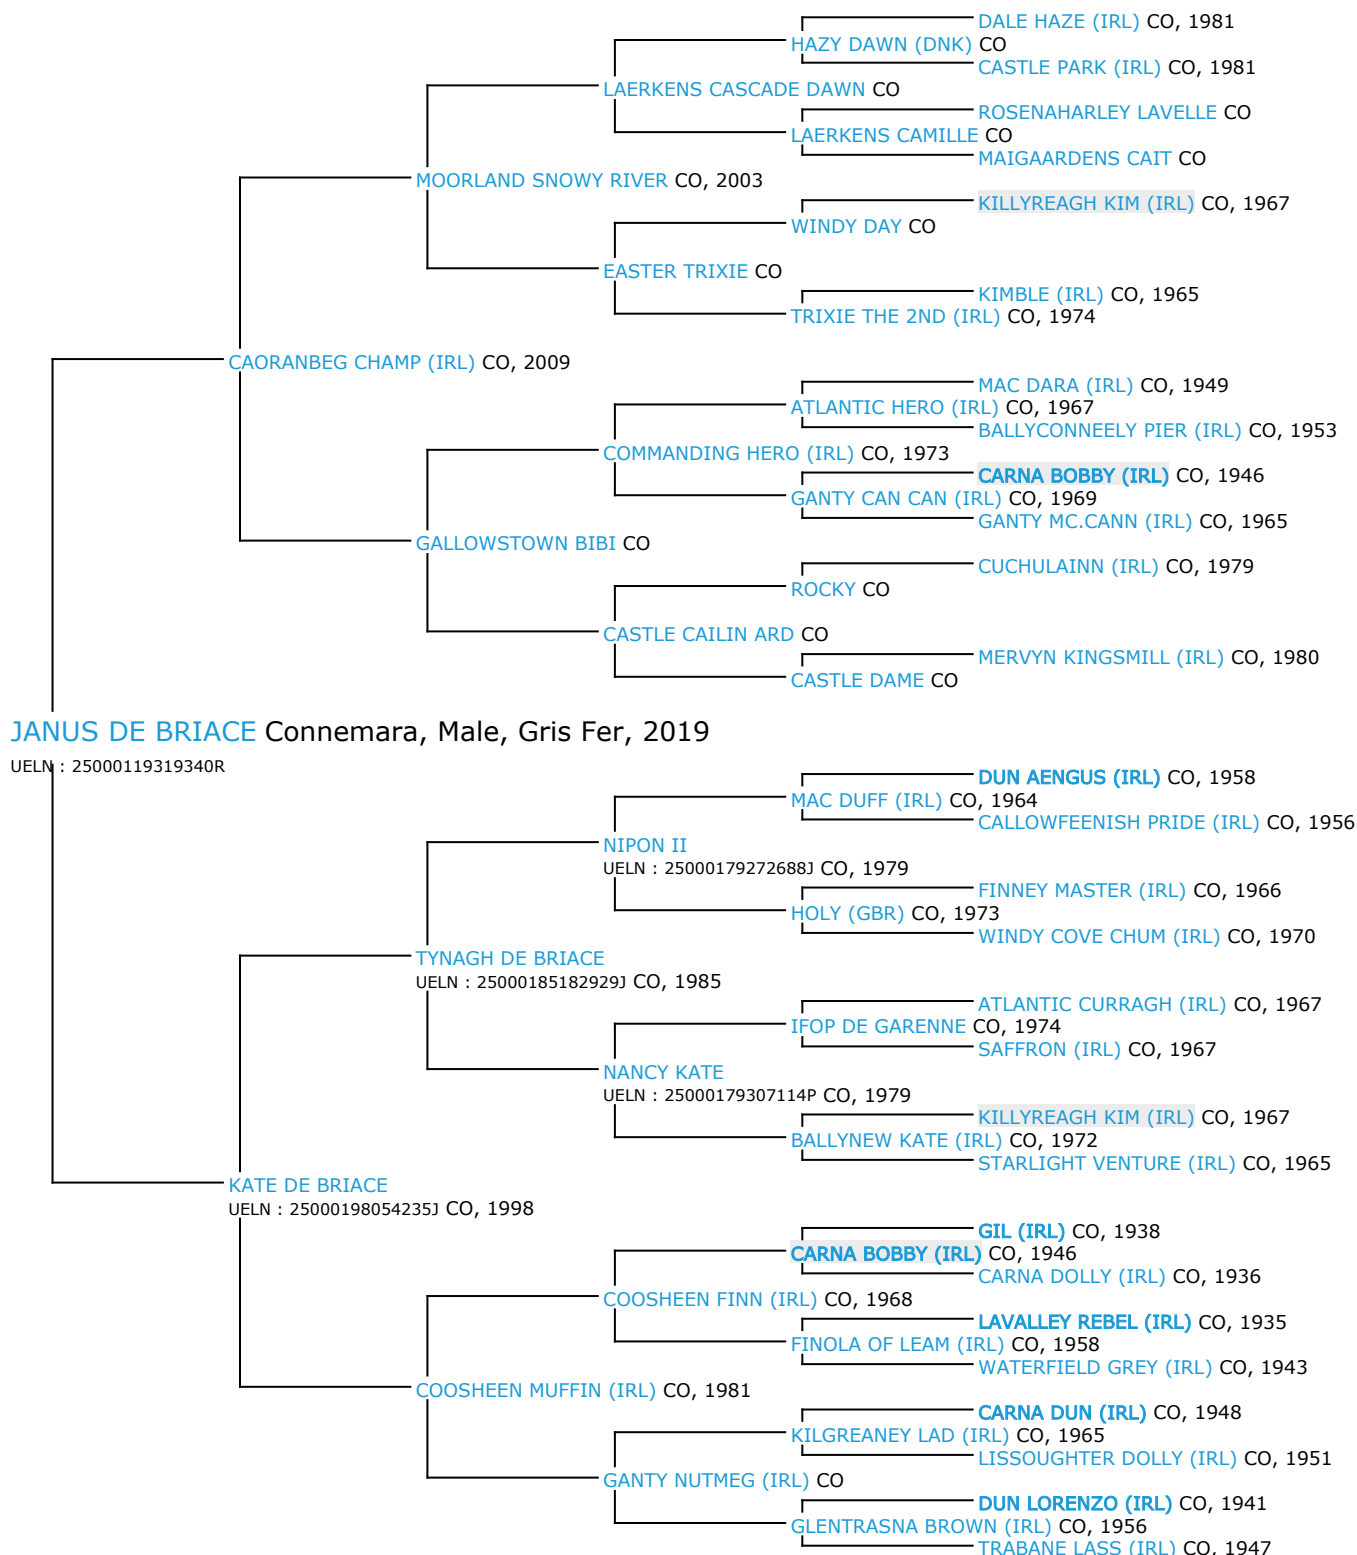 DALE HAZE (IRL) CO, 1981
HAZY DAWN (DNK) CO
CASTLE PARK (IRL) CO, 1981
LAERKENS CASCADE DAWN CO
ROSENAHARLEY LAVELLE CO
LAERKENS CAMILLE CO
MAIGAARDENS CAIT CO
MOORLAND SNOWY RIVER CO, 2003
KILLYREAGH KIM (IRL) CO, 1967
WINDY DAY CO
EASTER TRIXIE CO
KIMBLE (IRL) CO, 1965
TRIXIE THE 2ND (IRL) CO, 1974
CAORANBEG CHAMP (IRL) CO, 2009
MAC DARA (IRL) CO, 1949
ATLANTIC HERO (IRL) CO, 1967
BALLYCONNEELY PIER (IRL) CO, 1953
COMMANDING HERO (IRL) CO, 1973
CARNA BOBBY (IRL) CO, 1946
GANTY CAN CAN (IRL) CO, 1969
GANTY MC.CANN (IRL) CO, 1965
GALLOWSTOWN BIBI CO
CUCHULAINN (IRL) CO, 1979
ROCKY CO
CASTLE CAILIN ARD CO
MERVYN KINGSMILL (IRL) CO, 1980
CASTLE DAME CO
JANUS DE BRIACE Connemara, Male, Gris Fer, 2019
UELN : 25000119319340R
DUN AENGUS (IRL) CO, 1958
MAC DUFF (IRL) CO, 1964
CALLOWFEENISH PRIDE (IRL) CO, 1956
NIPON II
UELN : 25000179272688J CO, 1979
FINNEY MASTER (IRL) CO, 1966
HOLY (GBR) CO, 1973
WINDY COVE CHUM (IRL) CO, 1970
TYNAGH DE BRIACE
UELN : 25000185182929J CO, 1985
ATLANTIC CURRAGH (IRL) CO, 1967
IFOP DE GARENNE CO, 1974
SAFFRON (IRL) CO, 1967
NANCY KATE
UELN : 25000179307114P CO, 1979
KILLYREAGH KIM (IRL) CO, 1967
BALLYNEW KATE (IRL) CO, 1972
STARLIGHT VENTURE (IRL) CO, 1965
KATE DE BRIACE
UELN : 25000198054235J CO, 1998
GIL (IRL) CO, 1938
CARNA BOBBY (IRL) CO, 1946
CARNA DOLLY (IRL) CO, 1936
COOSHEEN FINN (IRL) CO, 1968
LAVALLEY REBEL (IRL) CO, 1935
FINOLA OF LEAM (IRL) CO, 1958
WATERFIELD GREY (IRL) CO, 1943
COOSHEEN MUFFIN (IRL) CO, 1981
CARNA DUN (IRL) CO, 1948
KILGREANEY LAD (IRL) CO, 1965
LISSOUGHTER DOLLY (IRL) CO, 1951
GANTY NUTMEG (IRL) CO
DUN LORENZO (IRL) CO, 1941
GLENTRASNA BROWN (IRL) CO, 1956
TRABANE LASS (IRL) CO, 1947